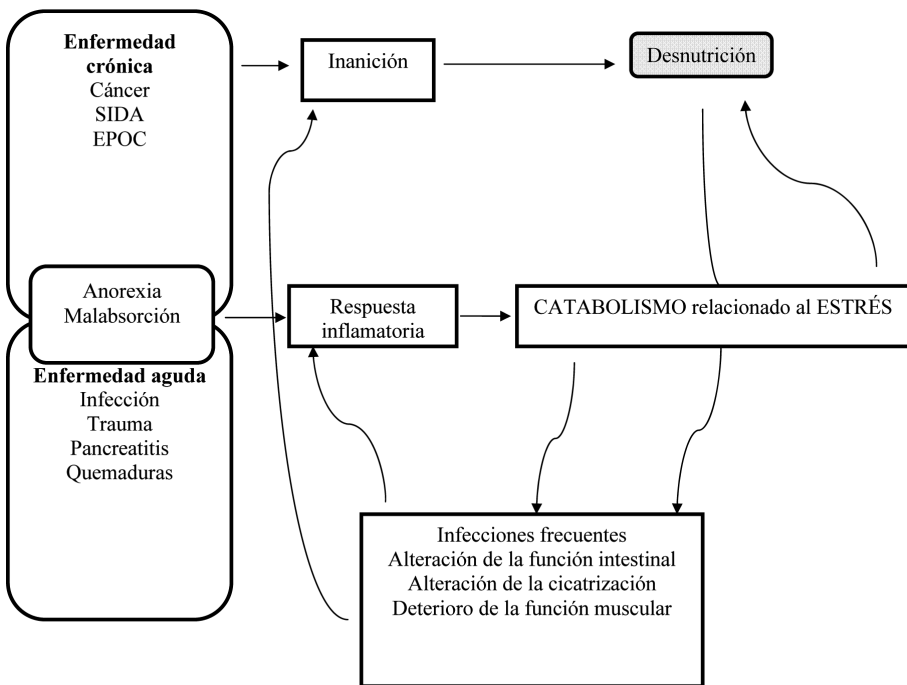 Enfermedad
crónica
Cáncer
SIDA
EPOC
Inanición
Desnutrición
Anorexia
Malabsorción
Respuesta
inflamatoria
CATABOLISMO relacionado al ESTRÉS
Enfermedad aguda
Infección
Trauma
Pancreatitis
Quemaduras
Infecciones frecuentes
Alteración de la función intestinal
Alteración de la cicatrización
Deterioro de la función muscular